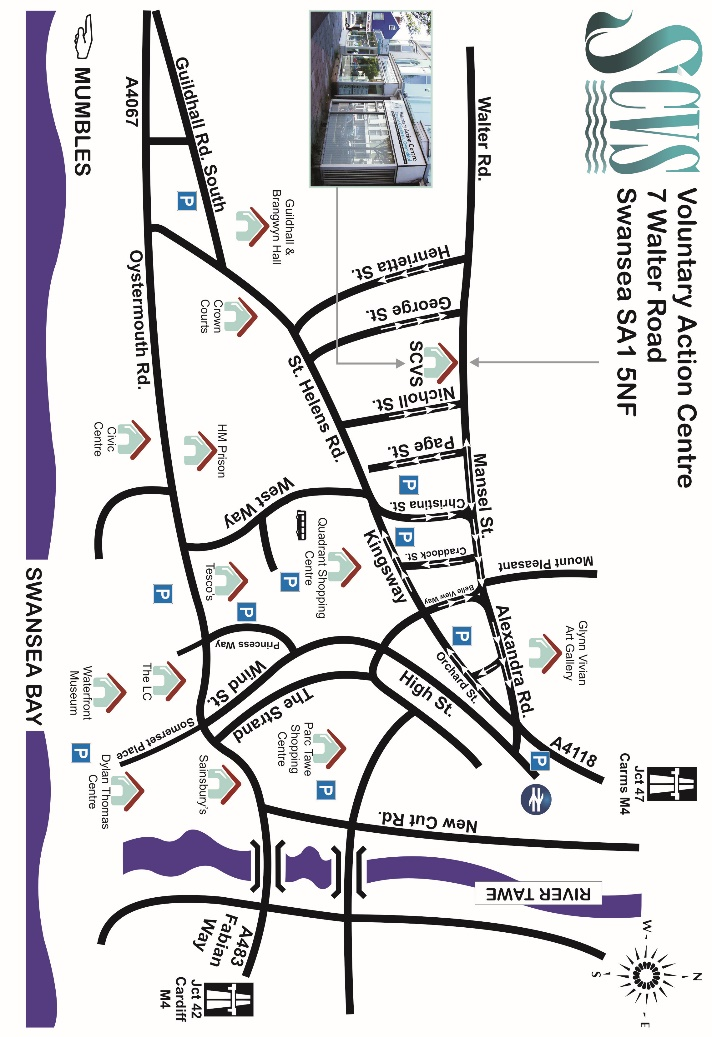 SCVS
Voluntary Action Centre
7 Walter Road
Swansea SA1 5NF
Walter Rd.
Henrietta St.
George St.
SCVS
Nicholl St.
Page St.
Mansel St.
Christina St.
Craddock St.
Belle View Way
Mount Pleasant
Alexandra Rd.
Orchard St.
Glynn Vivian
Art Gallery
A4118
Jct 47
Carms M4
Guildhall Rd. South
A4067
MUMBLES
P
Guildhall &
Brangwyn Hall
Crown
Courts
St. Helens Rd.
Oystermouth Rd.
Civic
Centre
HM Prison
West Way
Kingsway
P
P
P
P
Quadrant Shopping
Centre
P
Tesco's
P
P
Princess Way
Wind St.
The Strand
High St.
Parc Tawe
Shopping
Centre
P
The LC
Waterfront
Museum
Somerset Place
P
Dylan Thomas
Centre
Sainsbury's
New Cut Rd.
RIVER TAWE
A483
Fabian
Way
Jct 42
Cardiff
M4
SWANSEA BAY
N
W
E
S